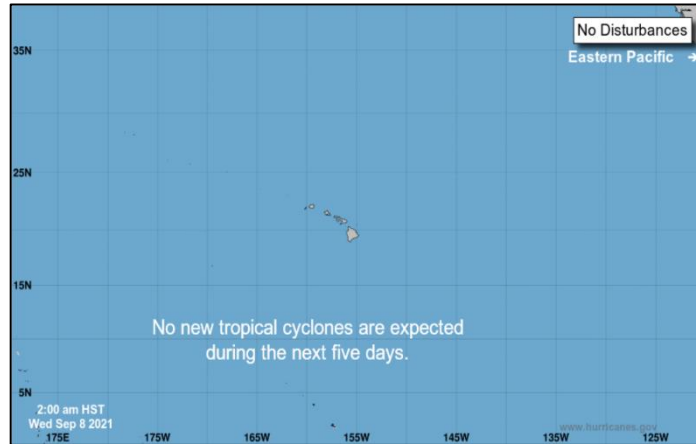 No Disturbances
35N
Eastern Pacific →
25N
15N
No new tropical cyclones are expected
during the next five days.
5N
2:00 am HST
Wed Sep 8 2021
www.hurricanes.gov
175E 175W 165W 155W 145W 135W 125W